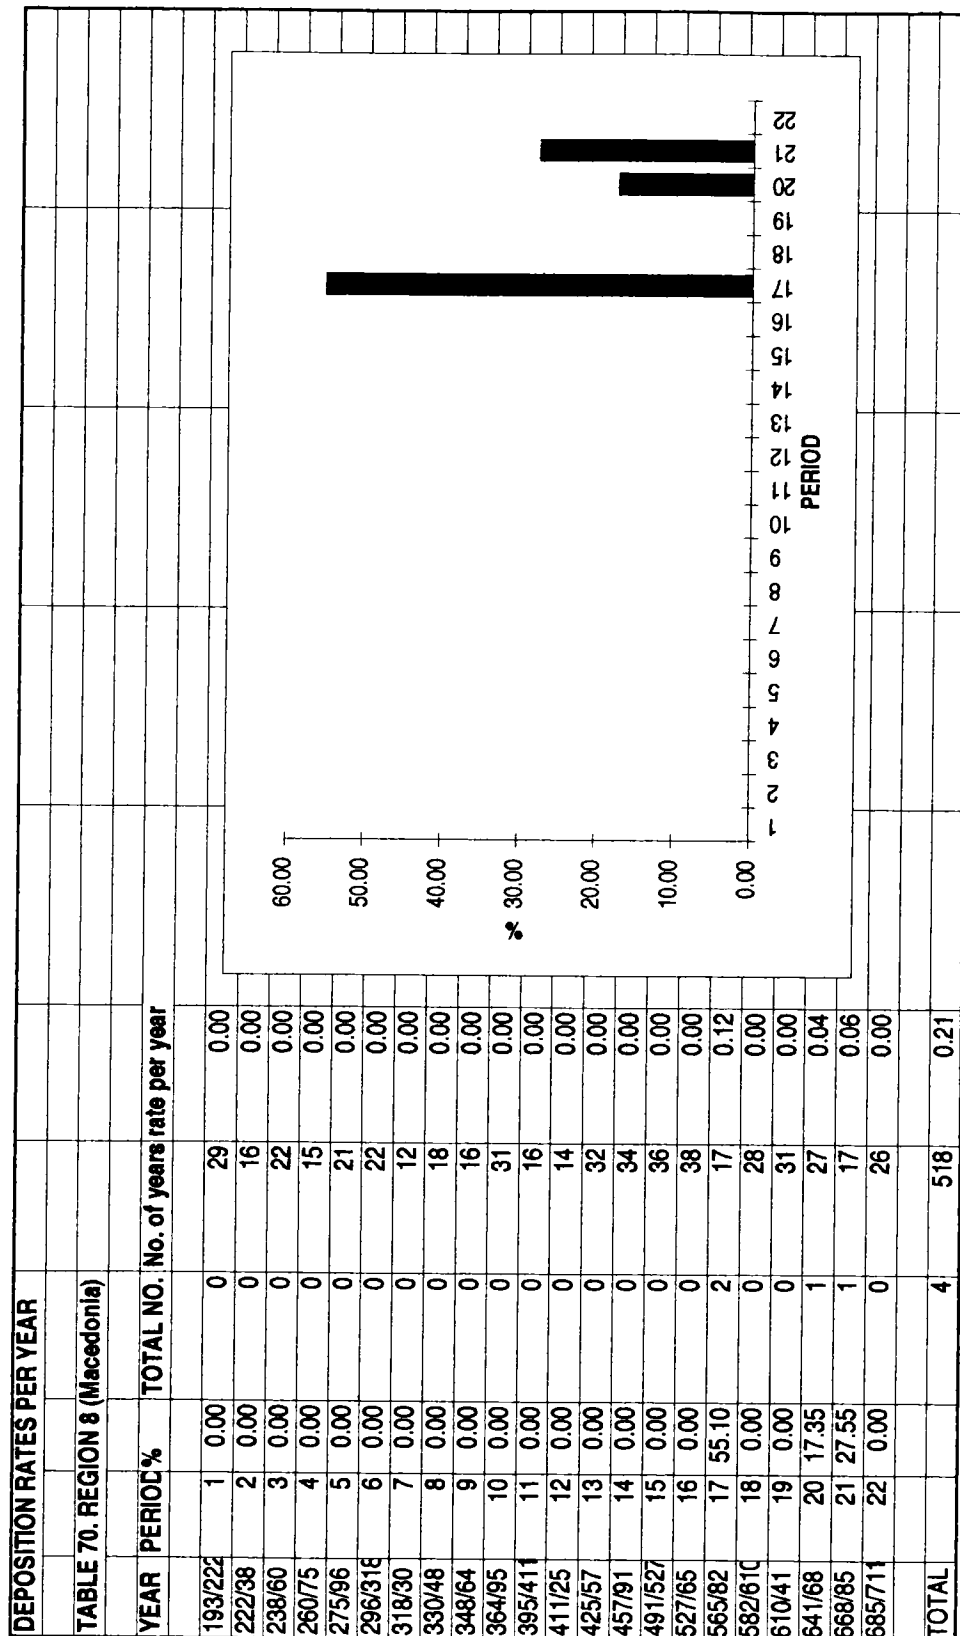 DEPOSITION RATES PER YEAR
TABLE 70. REGION 8 (Macedonia)
YEAR PERIOD % TOTAL NO. No. of years rate per year
193/222 1 0.00 0 29 0.00
222/38 2 0.00 0 16 0.00
238/60 3 0.00 0 22 0.00
260/75 4 0.00 0 15 0.00
275/96 5 0.00 0 21 0.00
296/318 6 0.00 0 22 0.00
318/30 7 0.00 0 12 0.00
330/48 8 0.00 0 18 0.00
348/64 9 0.00 0 16 0.00
364/95 10 0.00 0 31 0.00
395/411 11 0.00 0 16 0.00
411/25 12 0.00 0 14 0.00
425/57 13 0.00 0 32 0.00
457/91 14 0.00 0 34 0.00
491/527 15 0.00 0 36 0.00
527/65 16 0.00 0 38 0.00
565/82 17 55.10 2 17 0.12
582/610 18 0.00 0 28 0.00
610/41 19 0.00 0 31 0.00
641/68 20 17.35 1 27 0.04
668/85 21 27.55 1 17 0.06
685/711 22 0.00 0 26 0.00
TOTAL 4 518 0.21
60.00
50.00
40.00
30.00
20.00
10.00
0.00
%
1 2 3 4 5 6 7 8 9 10 11 12 13 14 15 16 17 18 19 20 21 22
PERIOD